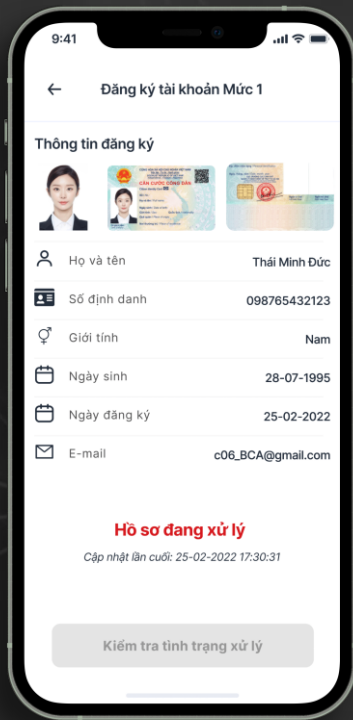 9:41
Đăng ký tài khoản Mức 1
Thông tin đăng ký
CĂN CƯỚC CÔNG DÂN
Họ và tên Thái Minh Đức
Số định danh 098765432123
Giới tính Nam
Ngày sinh 28-07-1995
Ngày đăng ký 25-02-2022
E-mail c06_BCA@gmail.com
Hồ sơ đang xử lý
Cập nhật lần cuối: 25-02-2022 17:30:31
Kiểm tra tình trạng xử lý